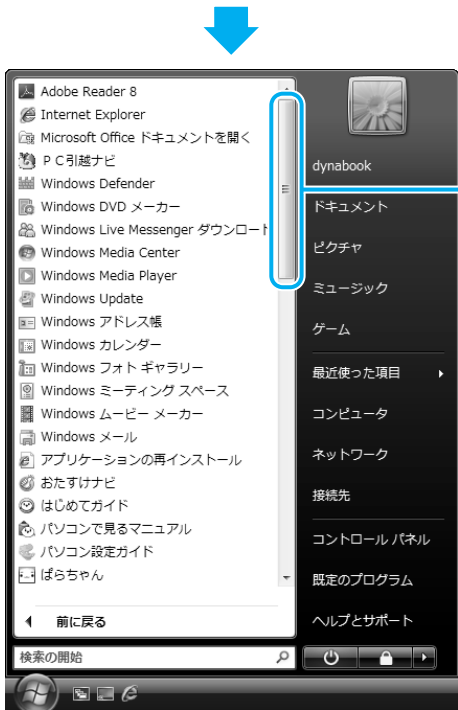 Adobe Reader 8
Internet Explorer
Microsoft Office ドキュメントを開く
ＰＣ引越ナビ
Windows Defender
Windows DVD メーカー
Windows Live Messenger ダウンロート
Windows Media Center
Windows Media Player
Windows Update
Windows アドレス帳
Windows カレンダー
Windows フォト ギャラリー
Windows ミーティング スペース
Windows ムービー メーカー
Windows メール
アプリケーションの再インストール
おたすけナビ
はじめてガイド
パソコンで見るマニュアル
パソコン設定ガイド
ぱらちゃん
前に戻る
検索の開始
dynabook
ドキュメント
ピクチャ
ミュージック
ゲーム
最近使った項目
コンピュータ
ネットワーク
接続先
コントロール パネル
既定のプログラム
ヘルプとサポート